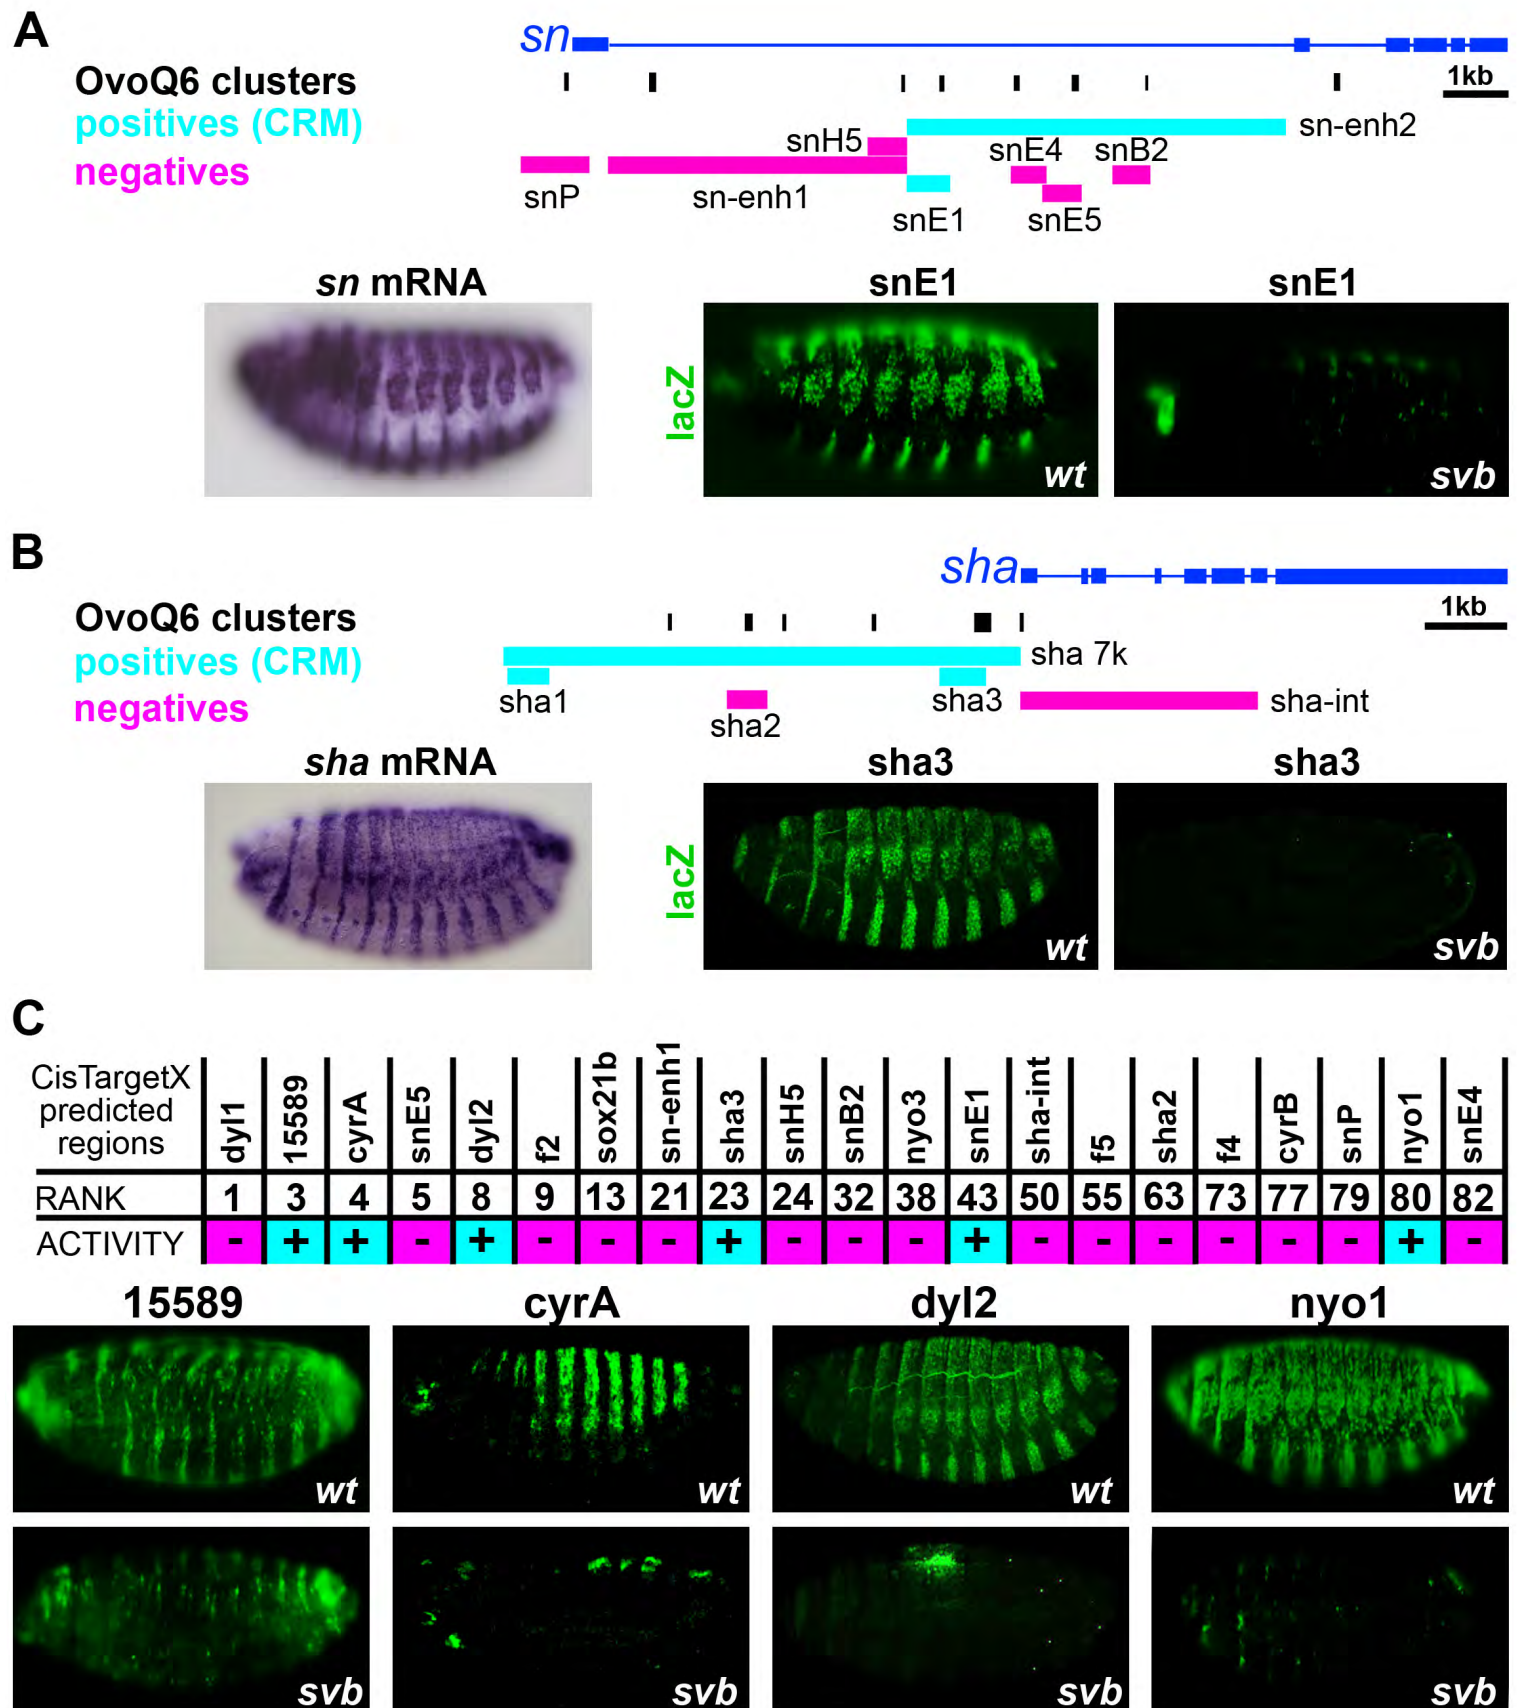 A
sn
OvoQ6 clusters
1kb
positives (CRM)
sn-enh2
snH5
snE4
snB2
negatives
snP
sn-enh1
snE1
snE5
sn mRNA
snE1
snE1
lacZ
wt
svb
B
sha
OvoQ6 clusters
1kb
positives (CRM)
sha 7k
negatives
sha1
sha2
sha3
sha-int
sha mRNA
sha3
sha3
lacZ
wt
svb
C
CisTargetX
predicted
regions
dyl1 15589 cyrA snE5 dyl2 f2 sox21b sn-enh1 sha3 snH5 snB2 nyo3 snE1 sha-int f5 sha2 f4 cyrB snP nyo1 snE4
RANK 1 3 4 5 8 9 13 21 23 24 32 38 43 50 55 63 73 77 79 80 82
ACTIVITY - + + - + - - - + - - - + - - - - - - + -
15589 cyrA dyl2 nyo1
wt wt wt wt
svb svb svb svb